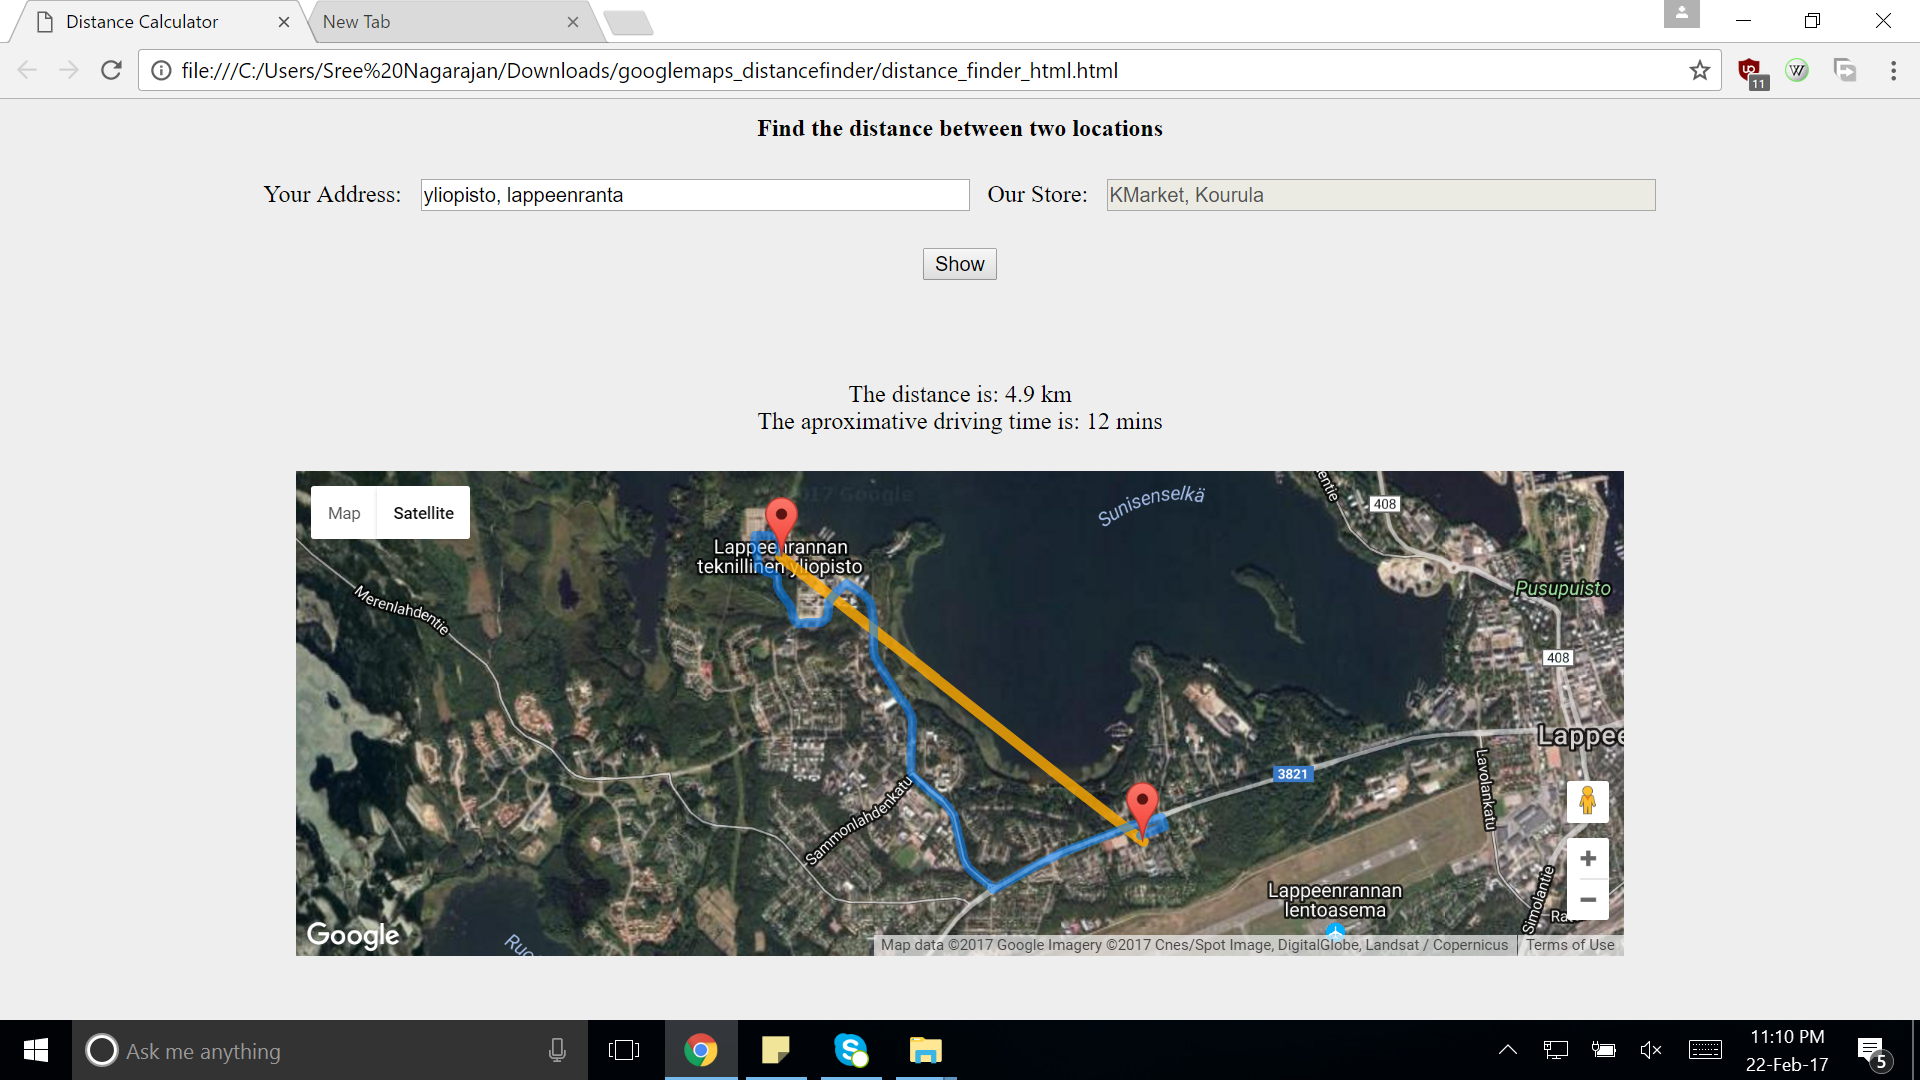 Distance Calculator
New Tab
file:///C:/Users/Sree%20Nagarajan/Downloads/googlemaps_distancefinder/distance_finder_html.html
11
Find the distance between two locations
Your Address: yliopisto, lappeenranta Our Store: KMarket, Kourula
Show
The distance is: 4.9 km
The aproximative driving time is: 12 mins
Map Satellite
2017 Google
Sunisenselkä
408
Lappeenrannan
teknillinen yliopisto
Pusupuisto
Merenlahdentie
408
Lappee
3821
Lavolankatu
Sammonlahdenkatu
Lappeenrannan
lentoasema
Simolantie
Ra
Google
Map data ©2017 Google Imagery ©2017 Cnes/Spot Image, DigitalGlobe, Landsat / Copernicus
Terms of Use
Ask me anything
11:10 PM
22-Feb-17
5